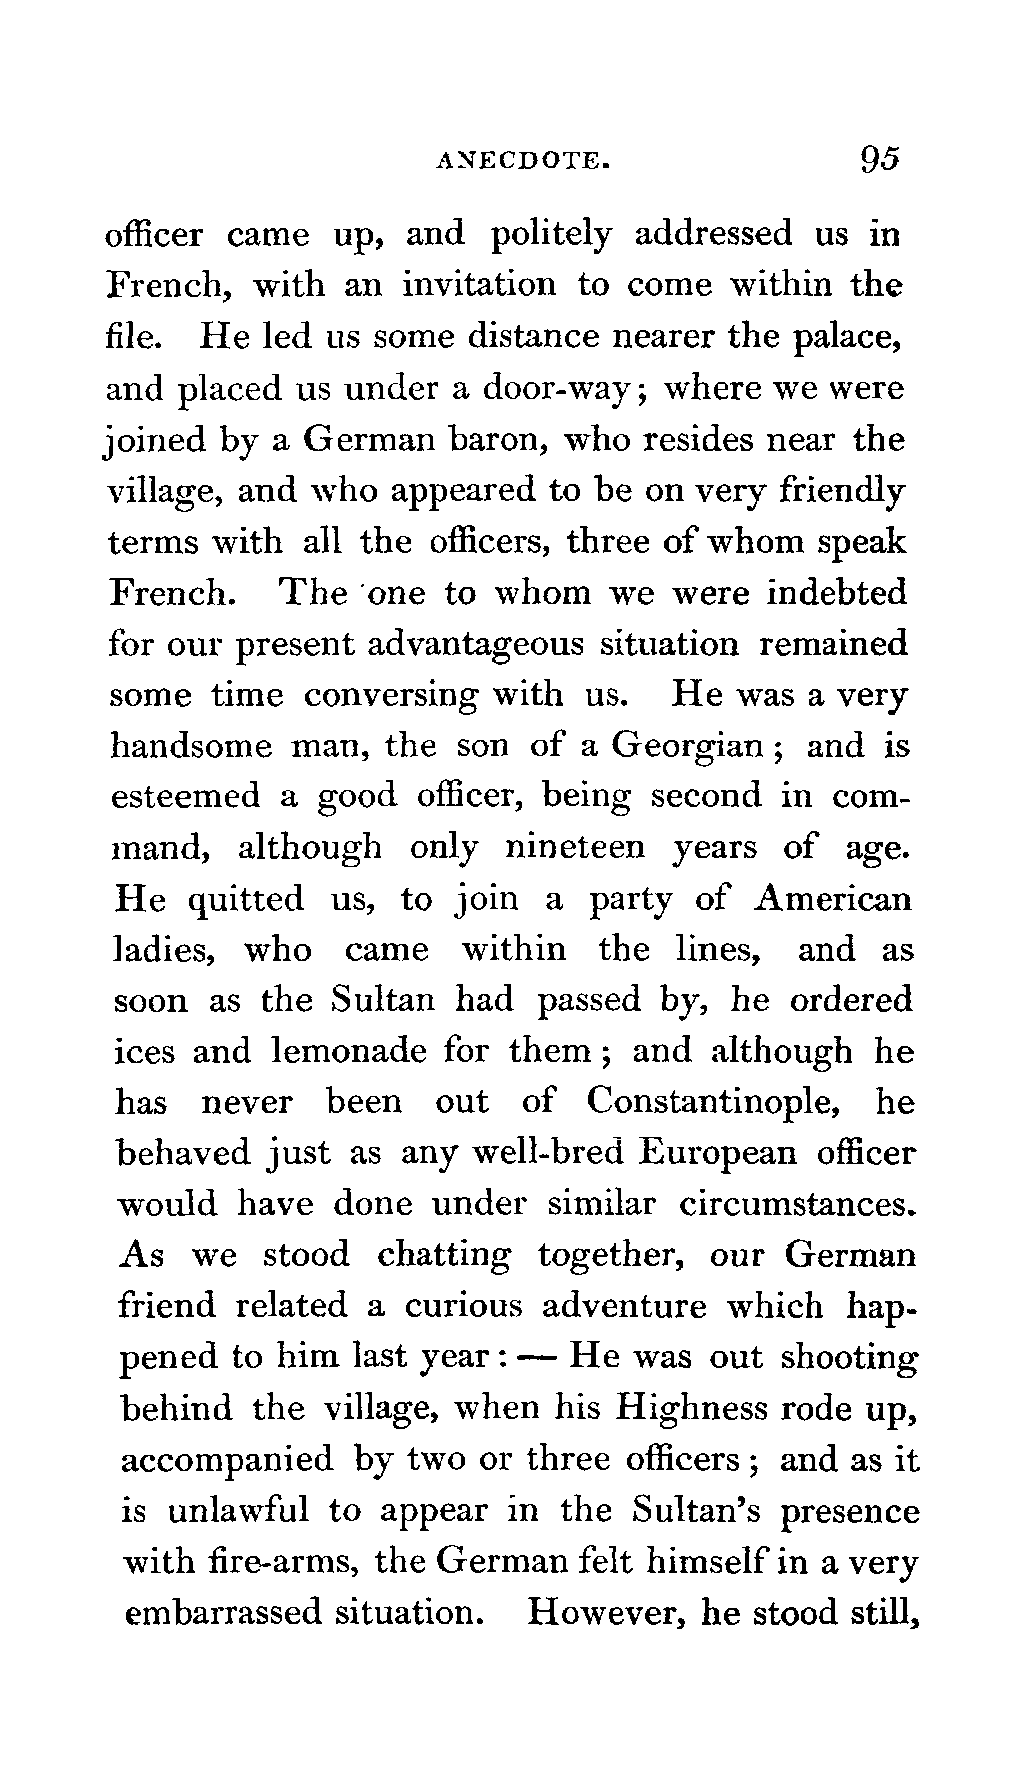 ANECDOTE. 95
officer came up, and politely addressed us in
French, with an invitation to come within the
file. He led us some distance nearer the palace,
and placed us under a door-way; where we were
joined by a German baron, who resides near the
village, and who appeared to be on very friendly
terms with all the officers, three of whom speak
French. The one to whom we were indebted
for our present advantageous situation remained
some time conversing with us. He was a very
handsome man, the son of a Georgian; and is
esteemed a good officer, being second in com-
mand, although only nineteen years of age.
He quitted us, to join a party of American
ladies, who came within the lines, and as
soon as the Sultan had passed by, he ordered
ices and lemonade for them; and although he
has never been out of Constantinople, he
behaved just as any well-bred European officer
would have done under similar circumstances.
As we stood chatting together, our German
friend related a curious adventure which hap-
pened to him last year: — He was out shooting
behind the village, when his Highness rode up,
accompanied by two or three officers; and as it
is unlawful to appear in the Sultan's presence
with fire-arms, the German felt himself in a very
embarrassed situation. However, he stood still,